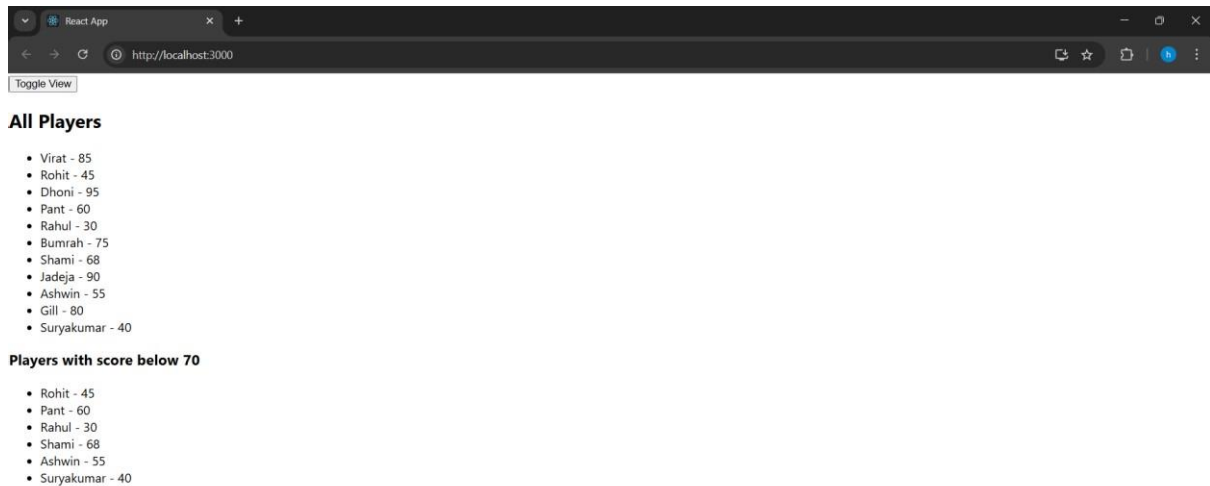 React App
http://localhost:3000
h
Toggle View
All Players
• Virat - 85
• Rohit - 45
• Dhoni - 95
• Pant - 60
• Rahul - 30
• Bumrah - 75
• Shami - 68
• Jadeja - 90
• Ashwin - 55
• Gill - 80
• Suryakumar - 40
Players with score below 70
• Rohit - 45
• Pant - 60
• Rahul - 30
• Shami - 68
• Ashwin - 55
• Suryakumar - 40